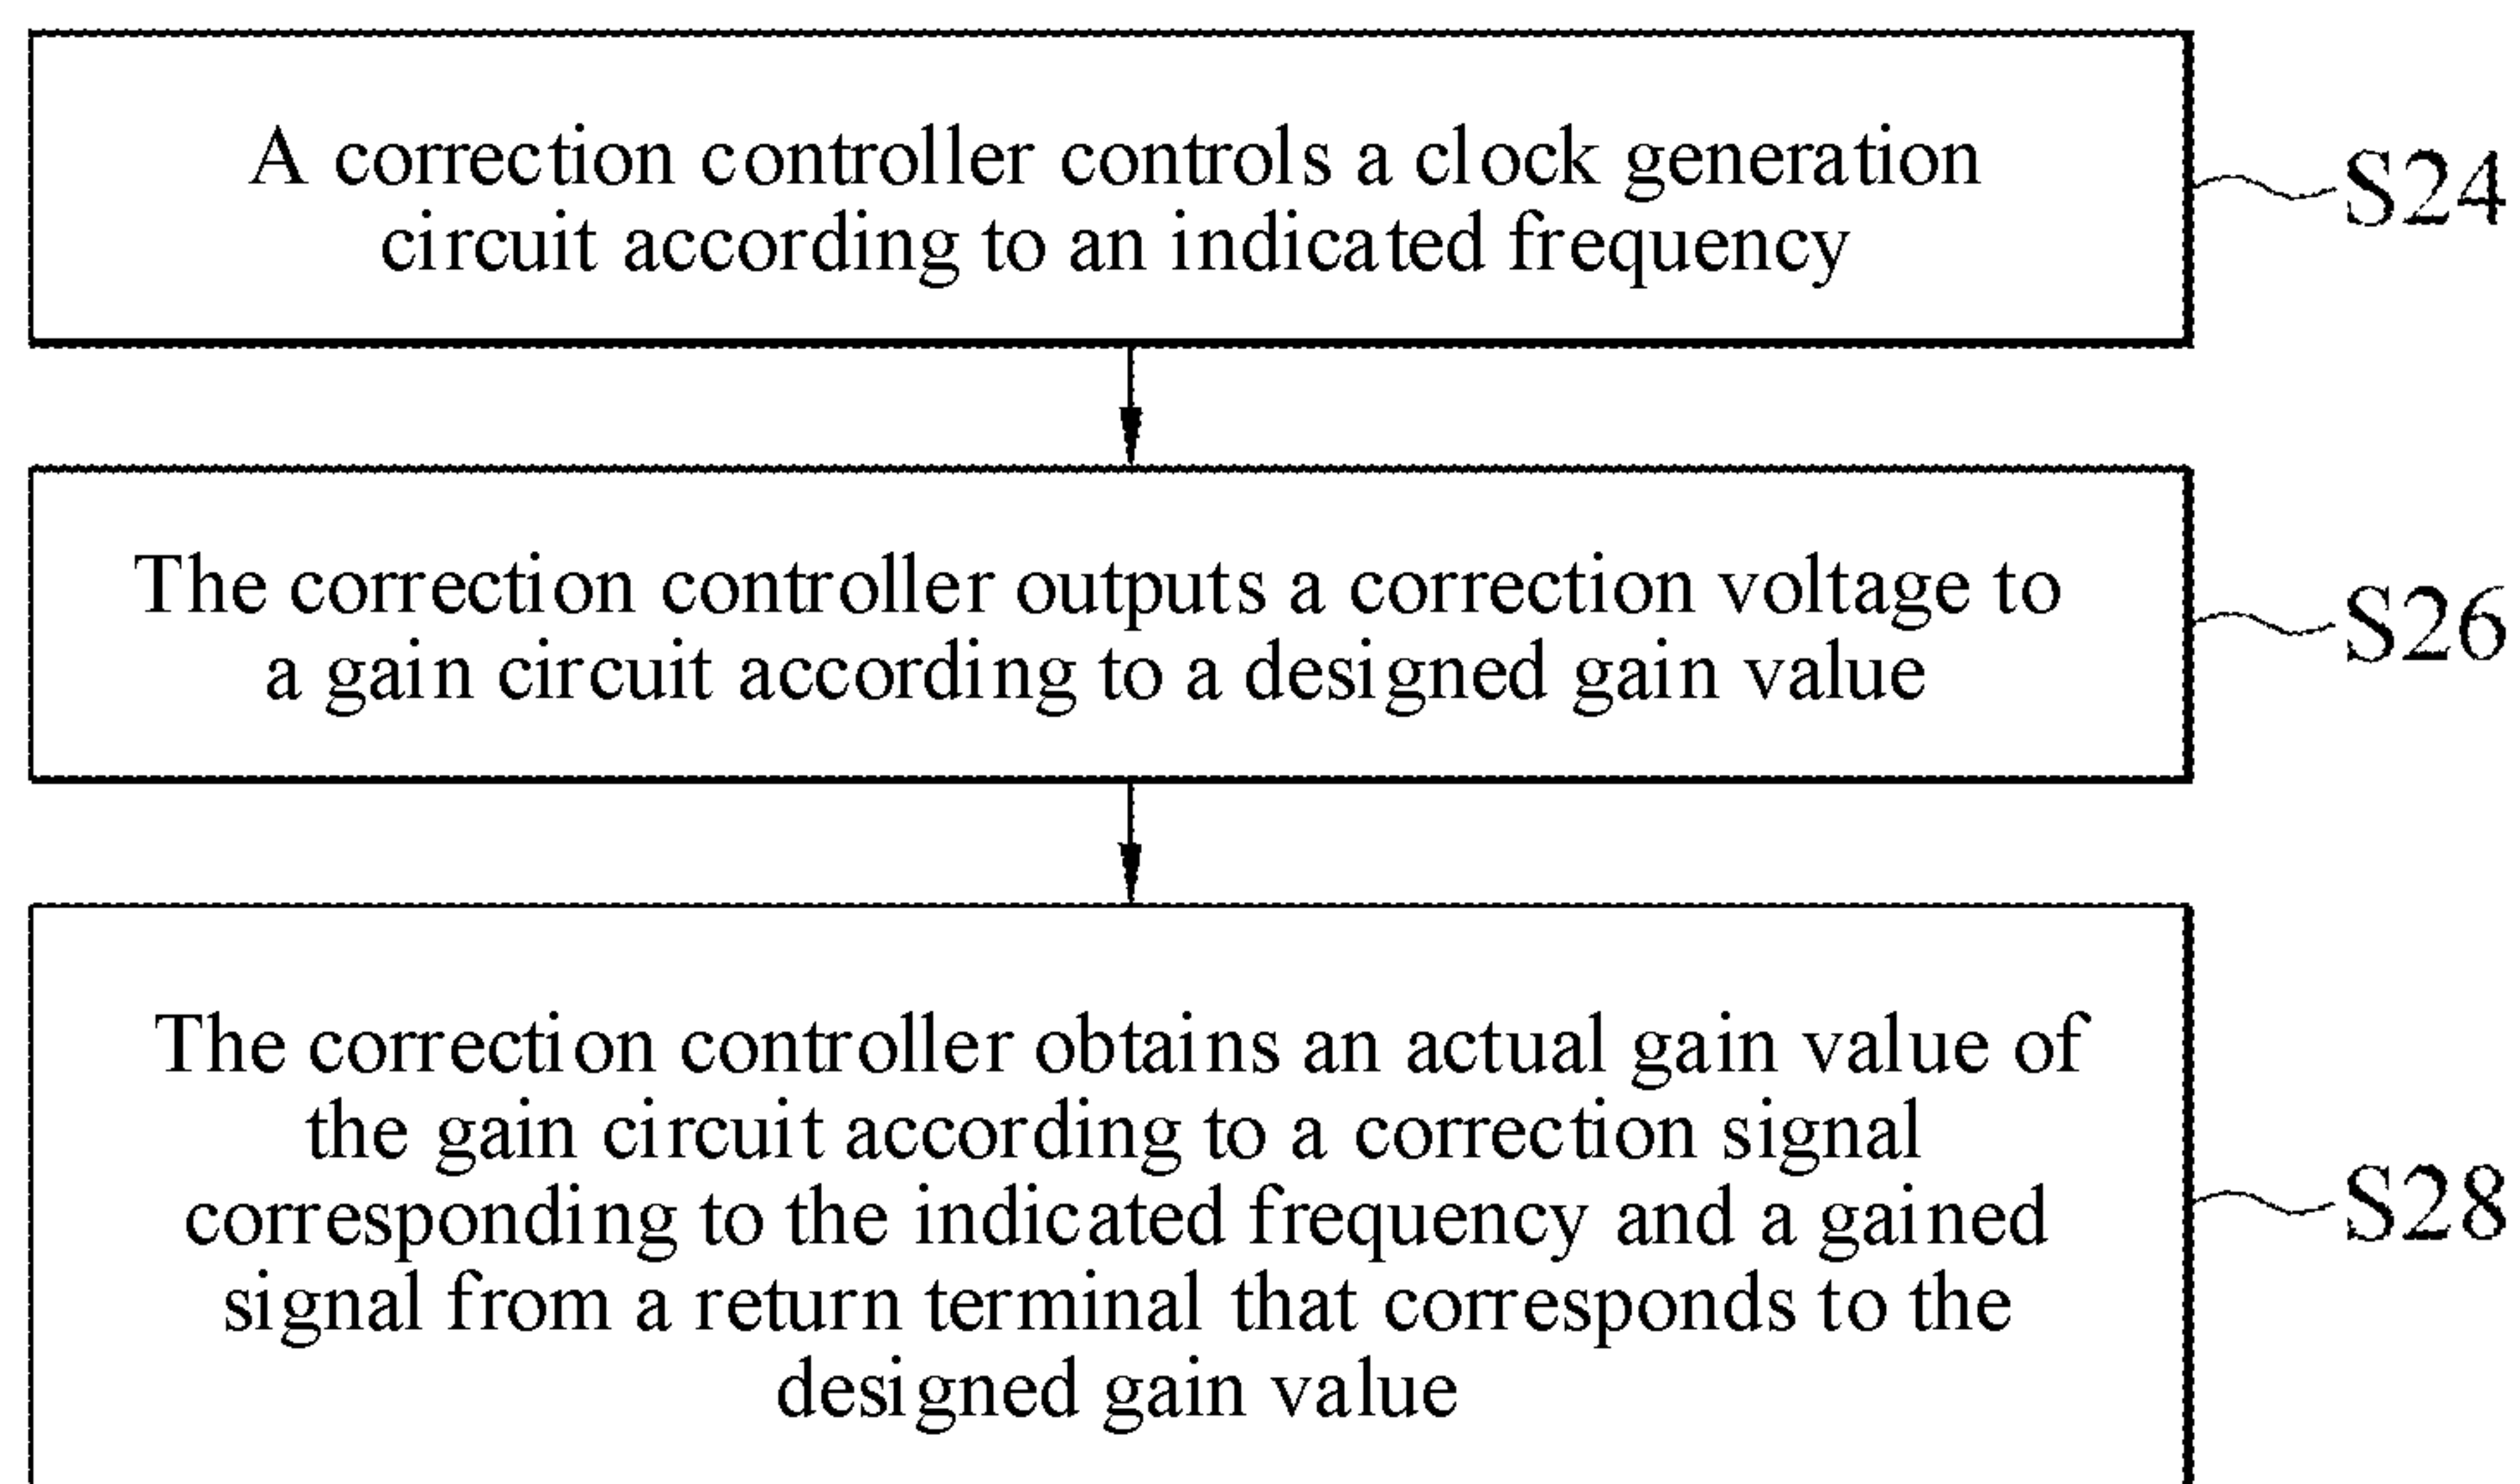 A correction controller controls a clock generation
circuit according to an indicated frequency
S24
The correction controller outputs a correction voltage to
a gain circuit according to a designed gain value
S26
The correction controller obtains an actual gain value of
the gain circuit according to a correction signal
corresponding to the indicated frequency and a gained
signal from a return terminal that corresponds to the
designed gain value
S28